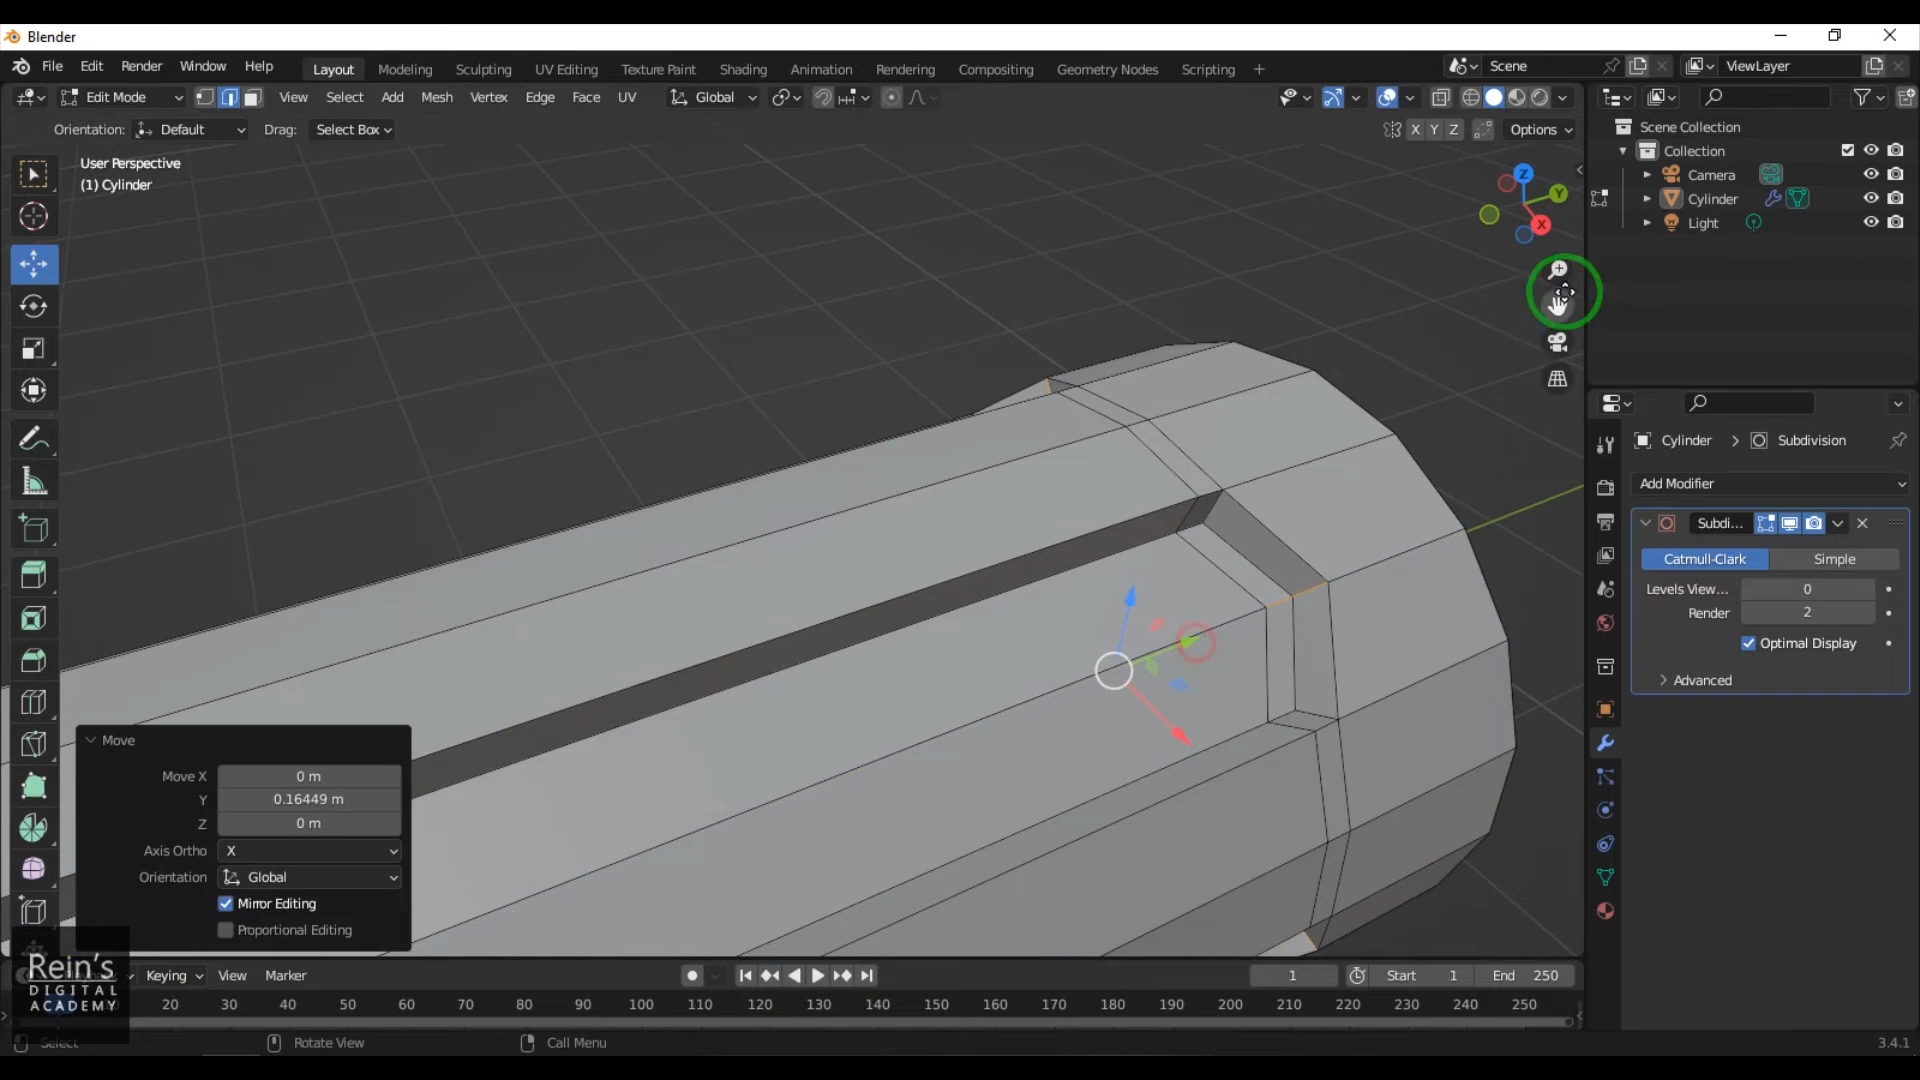 Blender
File Edit Render Window Help Layout Modeling Sculpting UV Editing Texture Paint Shading Animation Rendering Compositing Geometry Nodes Scripting + Scene ViewLayer
Edit Mode View Select Add Mesh Vertex Edge Face UV Global
Orientation: Default Drag: Select Box X Y Z Options
User Perspective
(1) Cylinder
Z
Y
X
Scene Collection
Collection
Camera
Cylinder
Light
Cylinder > Subdivision
Add Modifier
Subdi...
Catmull-Clark Simple
Levels View... 0
Render 2
Optimal Display
Advanced
Move
Move X 0 m
Y 0.16449 m
Z 0 m
Axis Ortho X
Orientation Global
Mirror Editing
Proportional Editing
Rein's
DIGITAL
ACADEMY
Keying View Marker 1 Start 1 End 250
20 30 40 50 60 70 80 90 100 110 120 130 140 150 160 170 180 190 200 210 220 230 240 250
Select Rotate View Call Menu 3.4.1